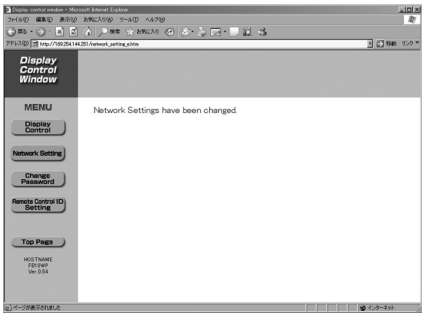 Display control window - Microsoft Internet Explorer
ファイル(F) 編集(E) 表示(V) お気に入り(A) ツール(T) ヘルプ(H)
戻る 検索 お気に入り
アドレス(D) http://169.254.144.251/network_setting_e.htm 移動 リンク »
Display
Control
Window
MENU
Network Settings have been changed.
Display
Control
Network Setting
Change
Password
Remote Control ID
Setting
Top Page
HOSTNAME
Ver 0.54
ページが表示されました
インターネット